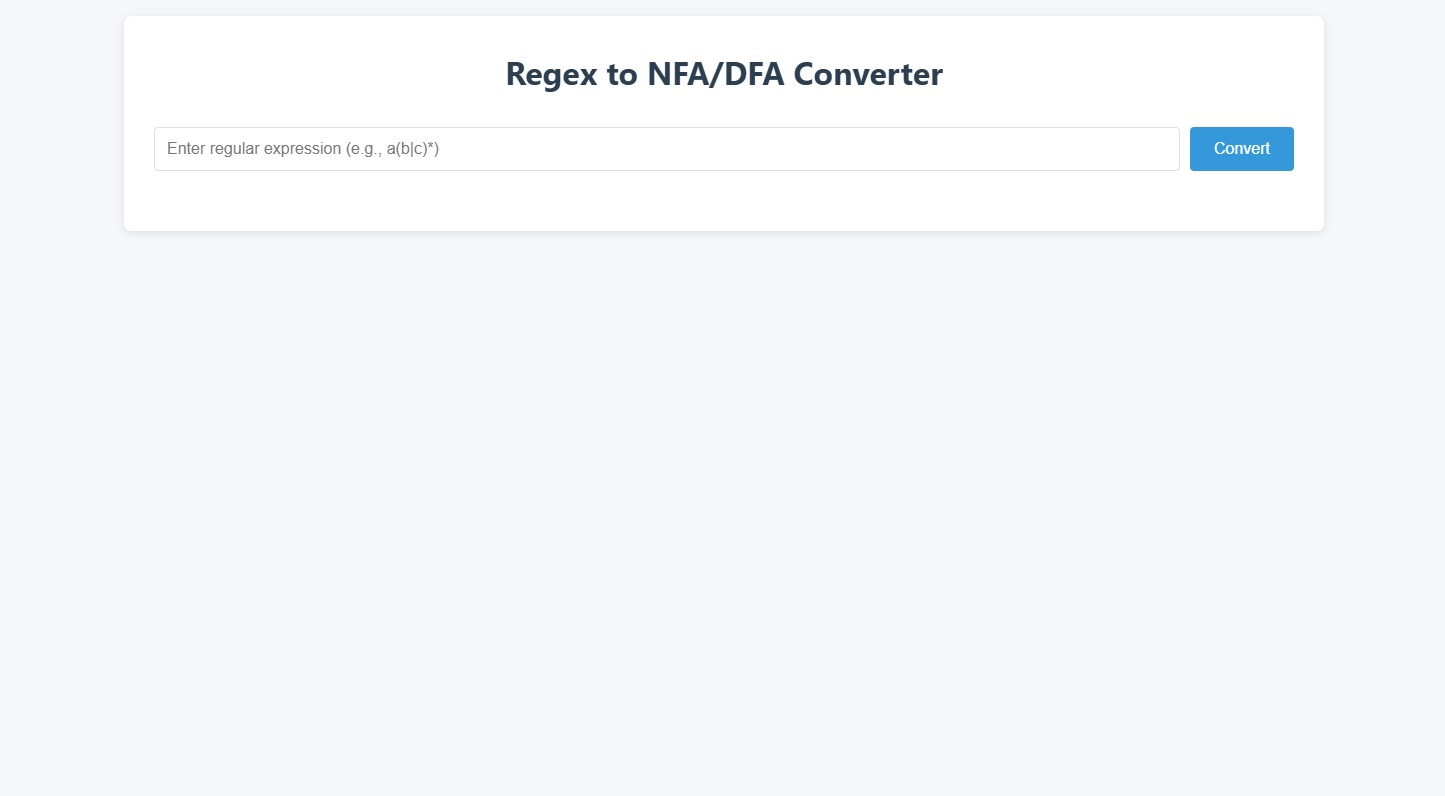 Regex to NFA/DFA Converter
Enter regular expression (e.g., a(b|c)*)
Convert